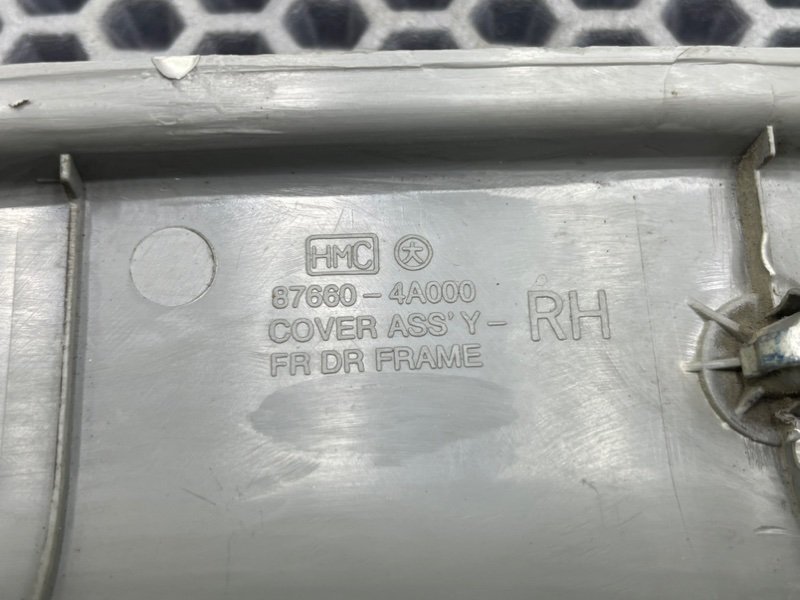 HMC 大
87660-4A000
COVER ASS'Y- RH
FR DR FRAME